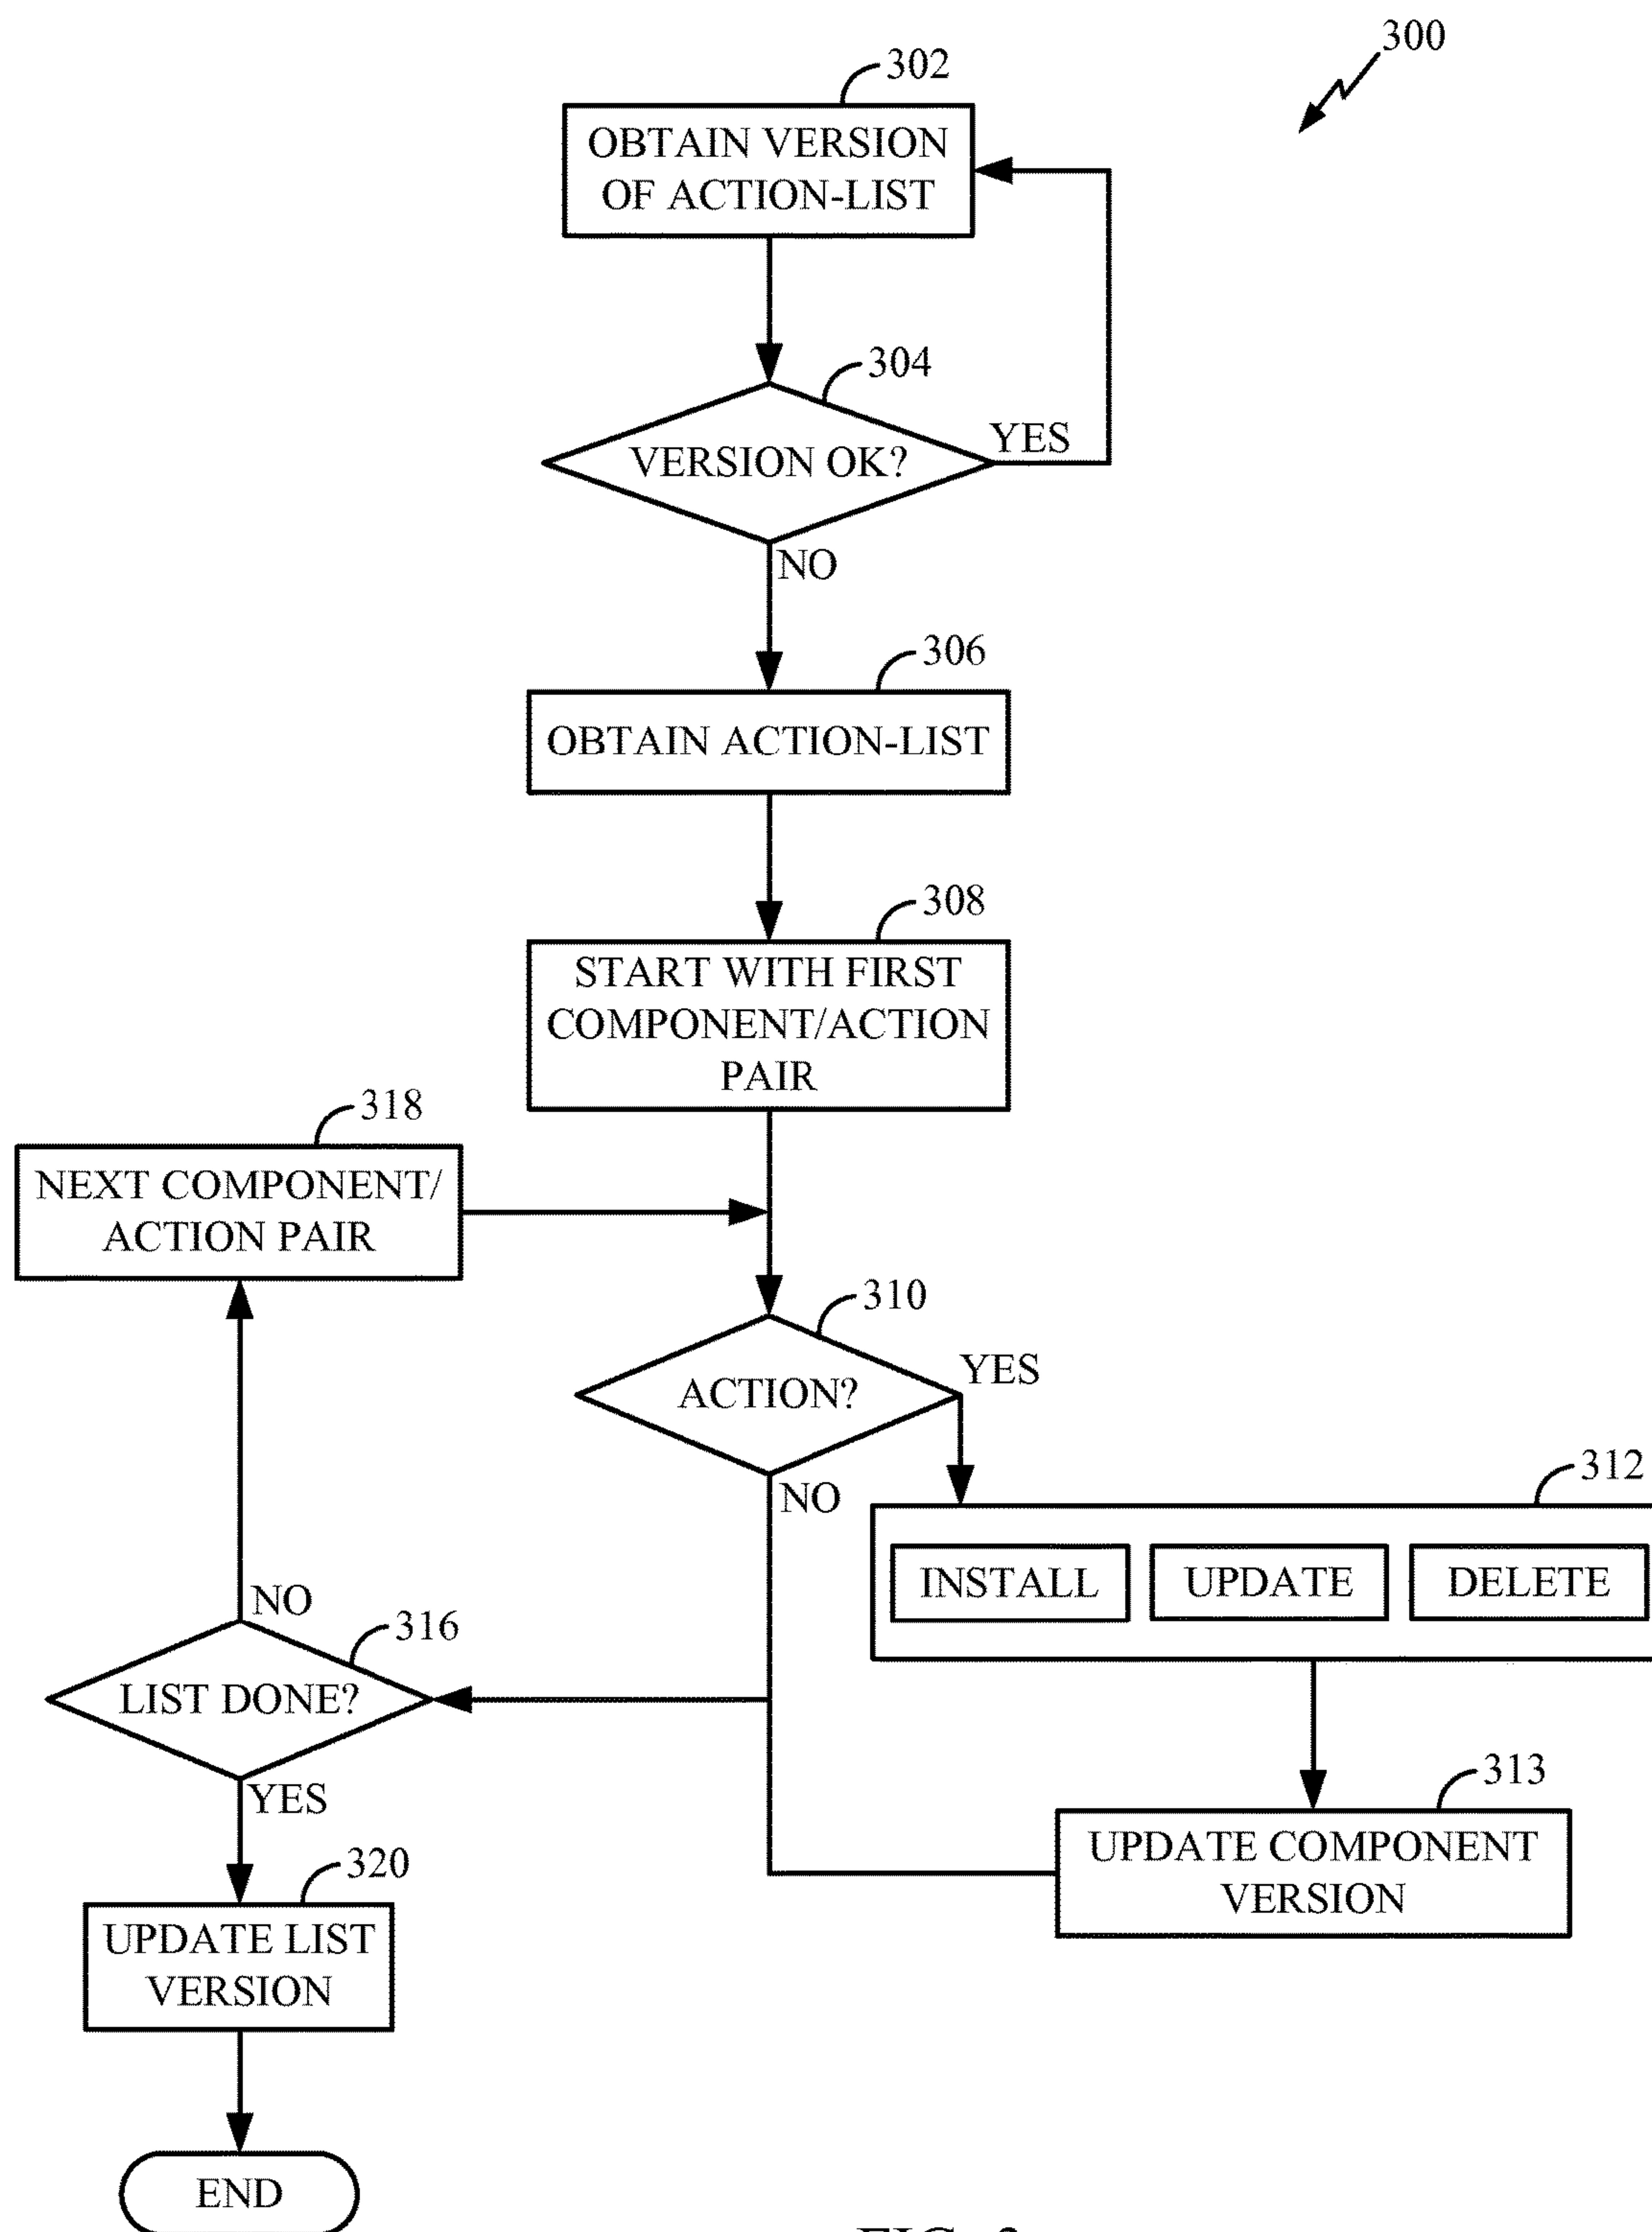 300
302
OBTAIN VERSION
OF ACTION-LIST
304
VERSION OK?
YES
NO
306
OBTAIN ACTION-LIST
308
START WITH FIRST
COMPONENT/ACTION
PAIR
318
NEXT COMPONENT/
ACTION PAIR
310
ACTION?
YES
NO
312
INSTALL
UPDATE
DELETE
NO
316
LIST DONE?
YES
313
UPDATE COMPONENT
VERSION
320
UPDATE LIST
VERSION
END